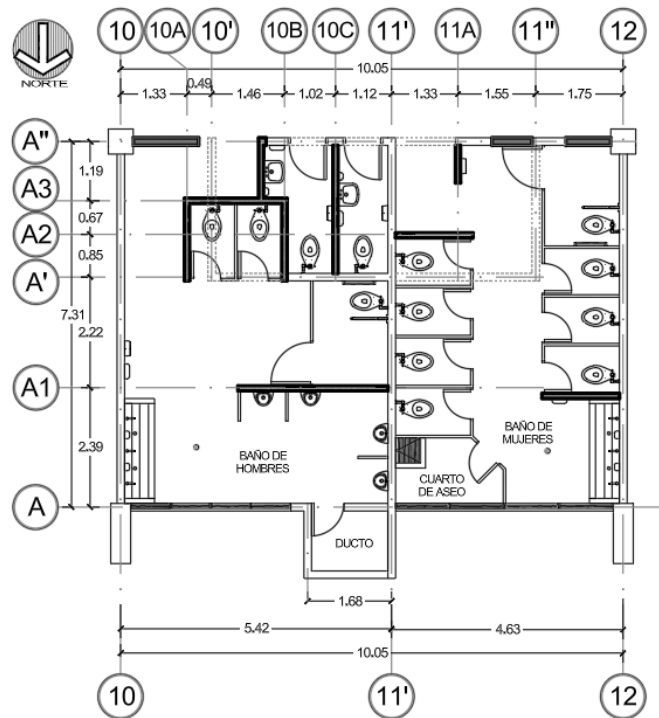 10 10A 10' 10B 10C 11' 11A 11" 12
NORTE
10.05
0.49
1.33 1.46 1.02 1.12 1.33 1.55 1.75
A"
1.19
A3
0.67
A2
0.85
A'
7.31
2.22
A1
2.39
BAÑO DE
HOMBRES
BAÑO DE
MUJERES
CUARTO
DE ASEO
A
DUCTO
1.68
5.42 4.63
10.05
10 11' 12